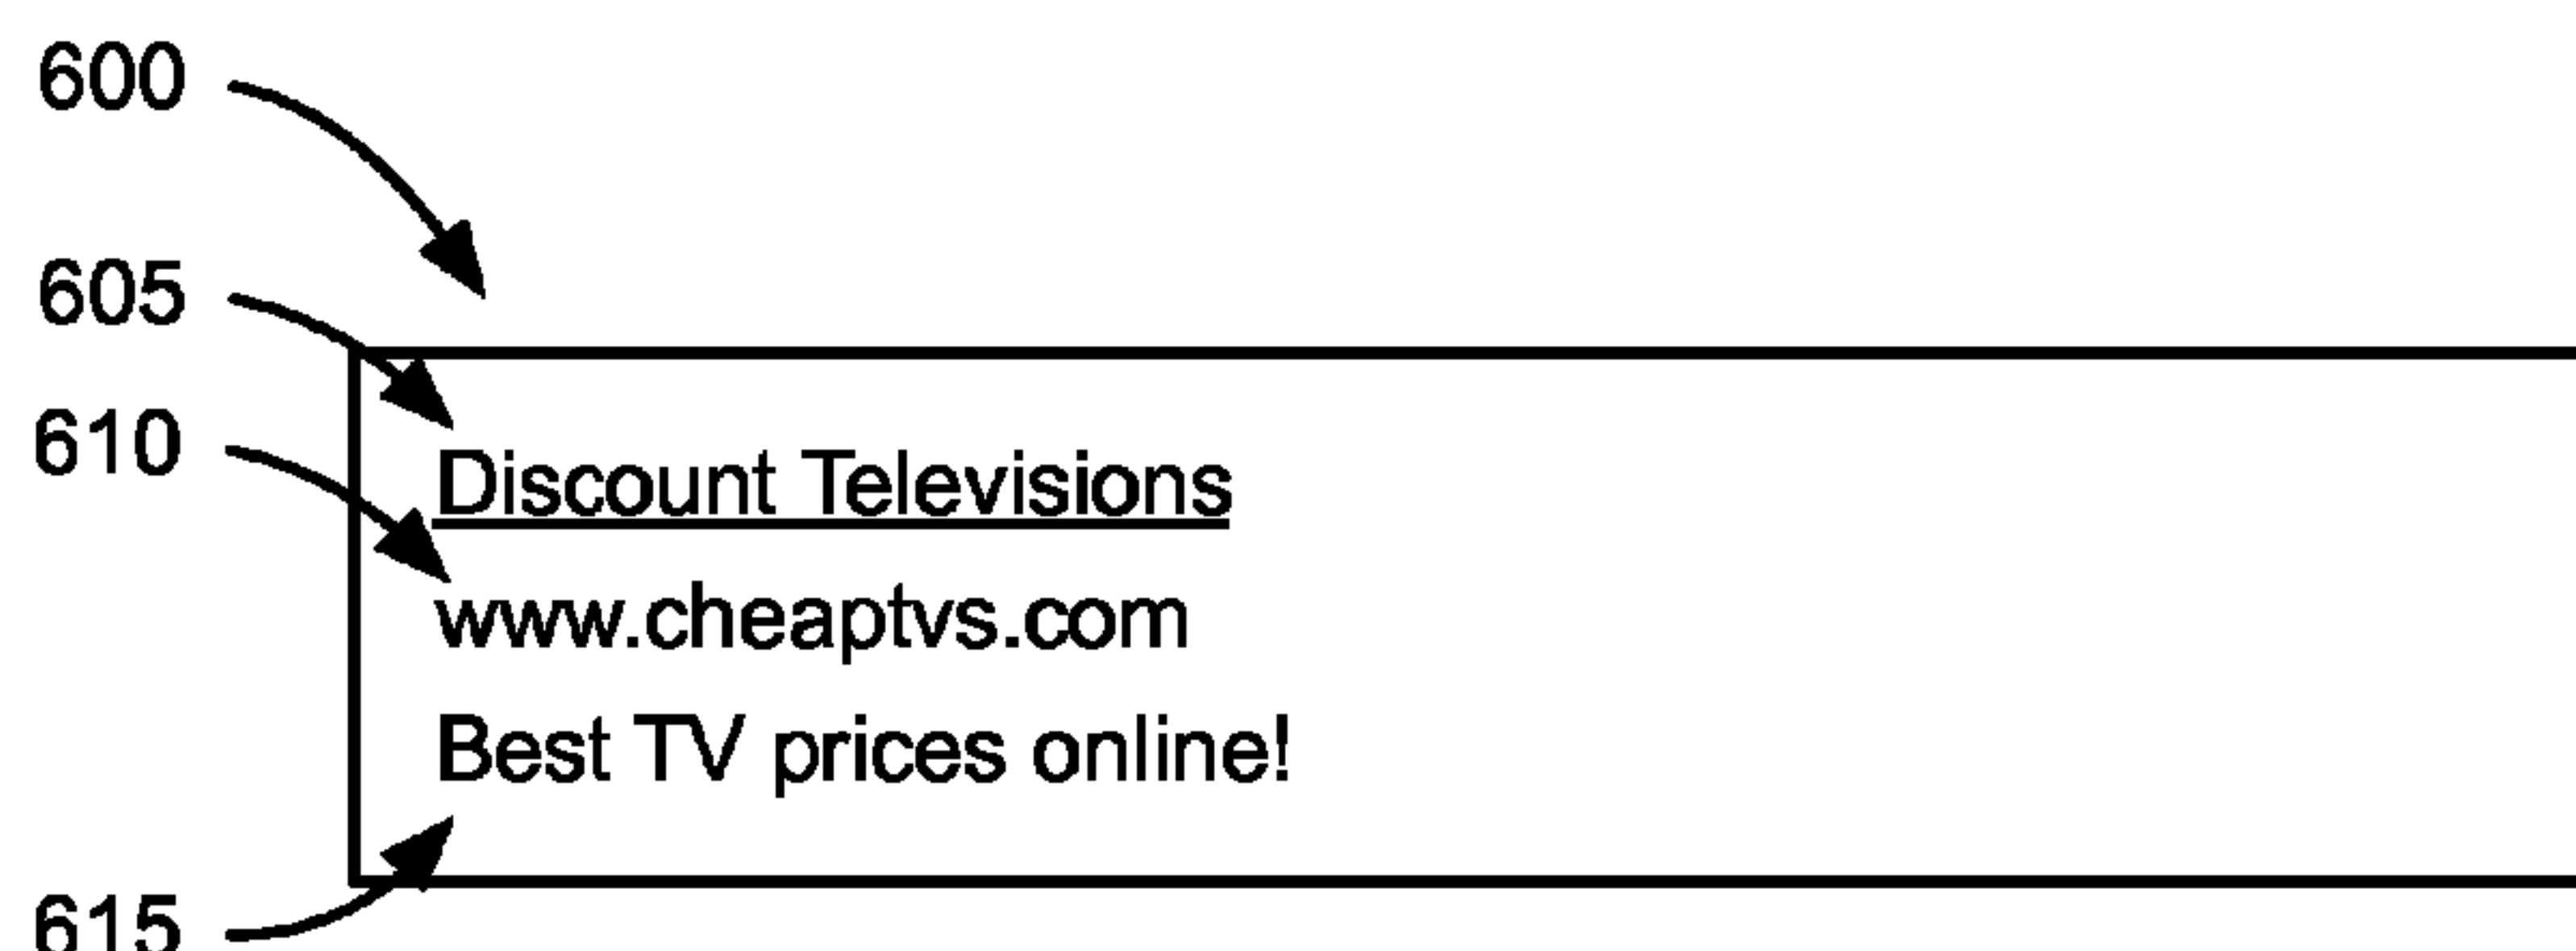 600
605
610
Discount Televisions
www.cheaptvs.com
Best TV prices online!
615